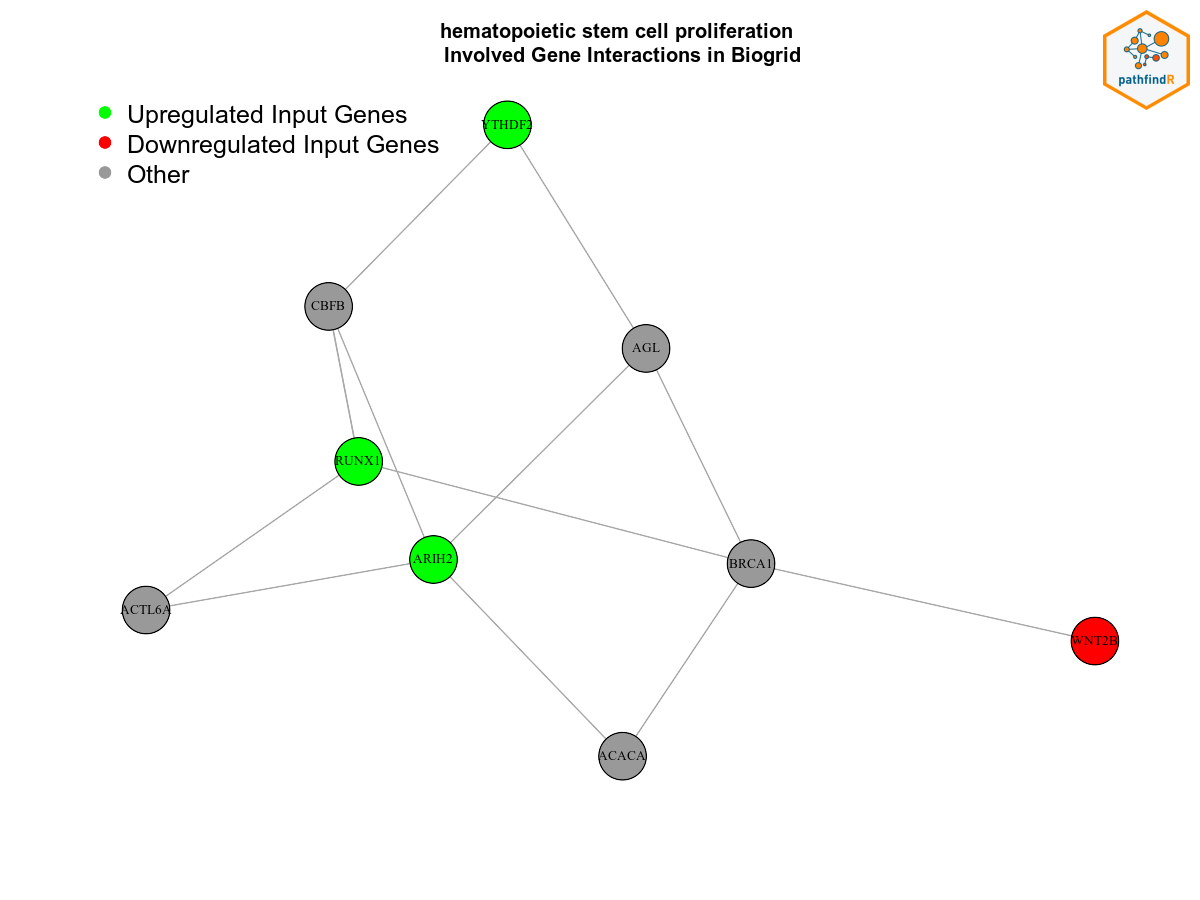 hematopoietic stem cell proliferation
Involved Gene Interactions in Biogrid
pathfindR
Upregulated Input Genes
Downregulated Input Genes
Other
YTHDF2
CBFB
AGL
RUNX1
ARIH2
BRCA1
ACTL6A
WNT2B
ACACA